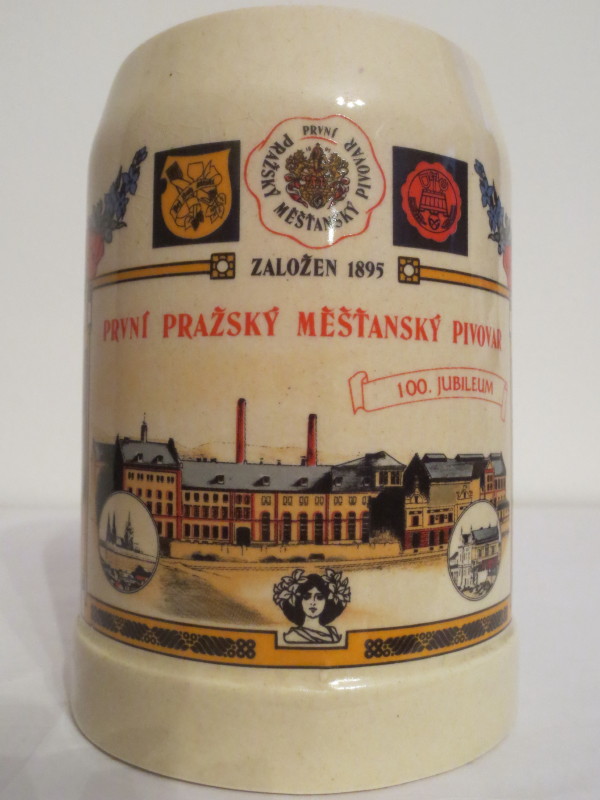 PRVNÍ
PRAŽSKÝ MĚŠŤANSKÝ PIVOVAR
ZALOŽEN 1895
PRVNÍ PRAŽSKÝ MĚŠŤANSKÝ PIVOVAR
100. JUBILEUM